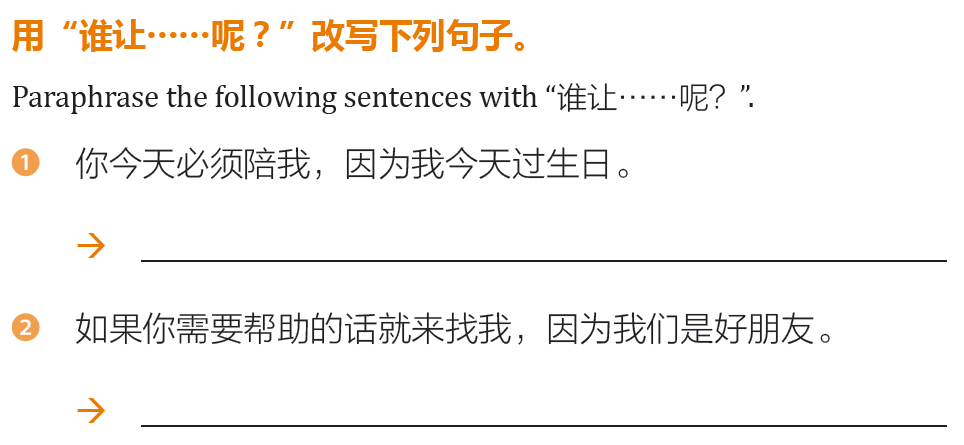 用“谁让……呢？”改写下列句子。
Paraphrase the following sentences with “谁让……呢？”.
1 你今天必须陪我，因为我今天过生日。
→
2 如果你需要帮助的话就来找我，因为我们是好朋友。
→